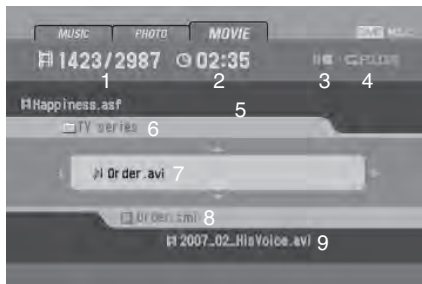 MUSIC PHOTO MOVIE
1423/2987 02:35
1 2 3 4
Happiness.asf 5
TV series 6
Order.avi 7
Order.smi 8
2007_02_HisVoice.avi 9